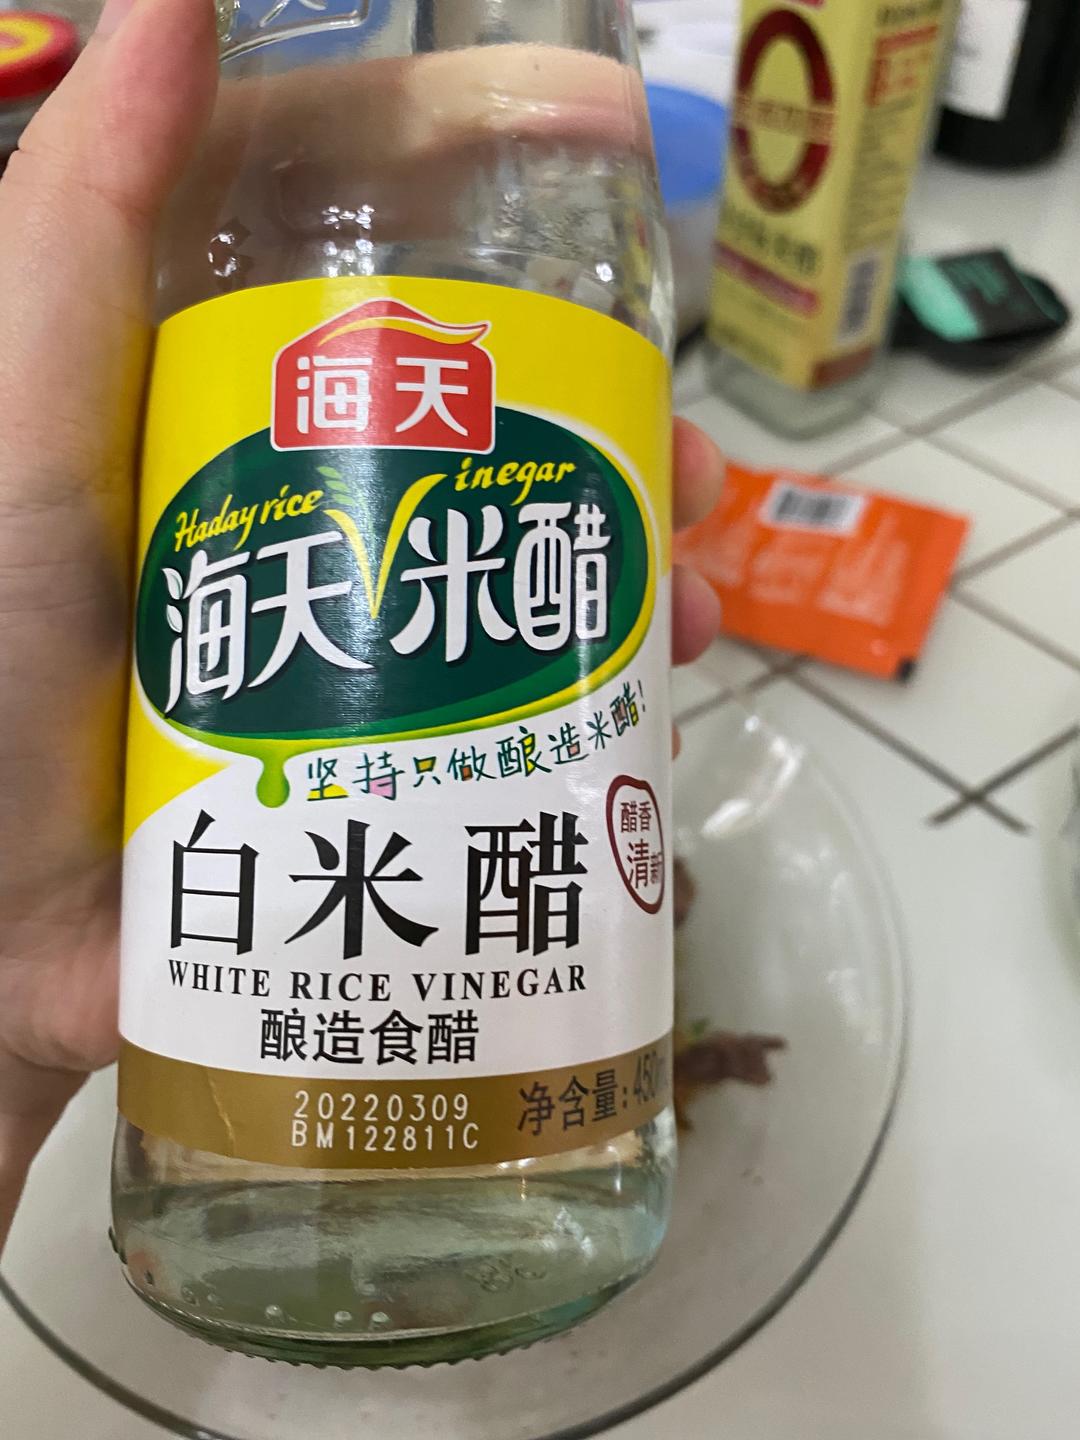 海天
Haday rice Vinegar
海天米醋
坚持只做酿造米醋!
醋香
清新
白米醋
WHITE RICE VINEGAR
酿造食醋
20220309
BM122811C
净含量:450m